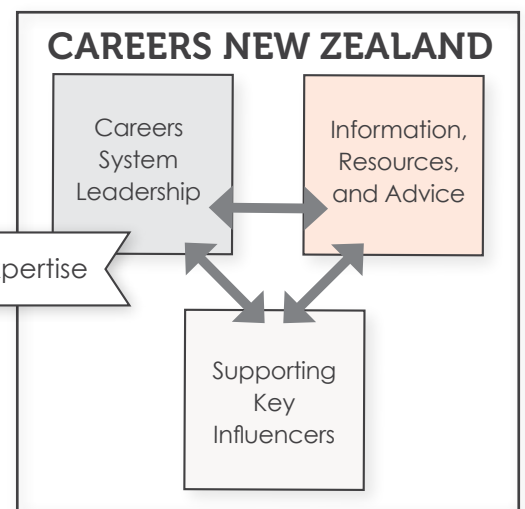 CAREERS NEW ZEALAND
Careers
System
Leadership
Information,
Resources,
and Advice
pertise
Supporting
Key
Influencers